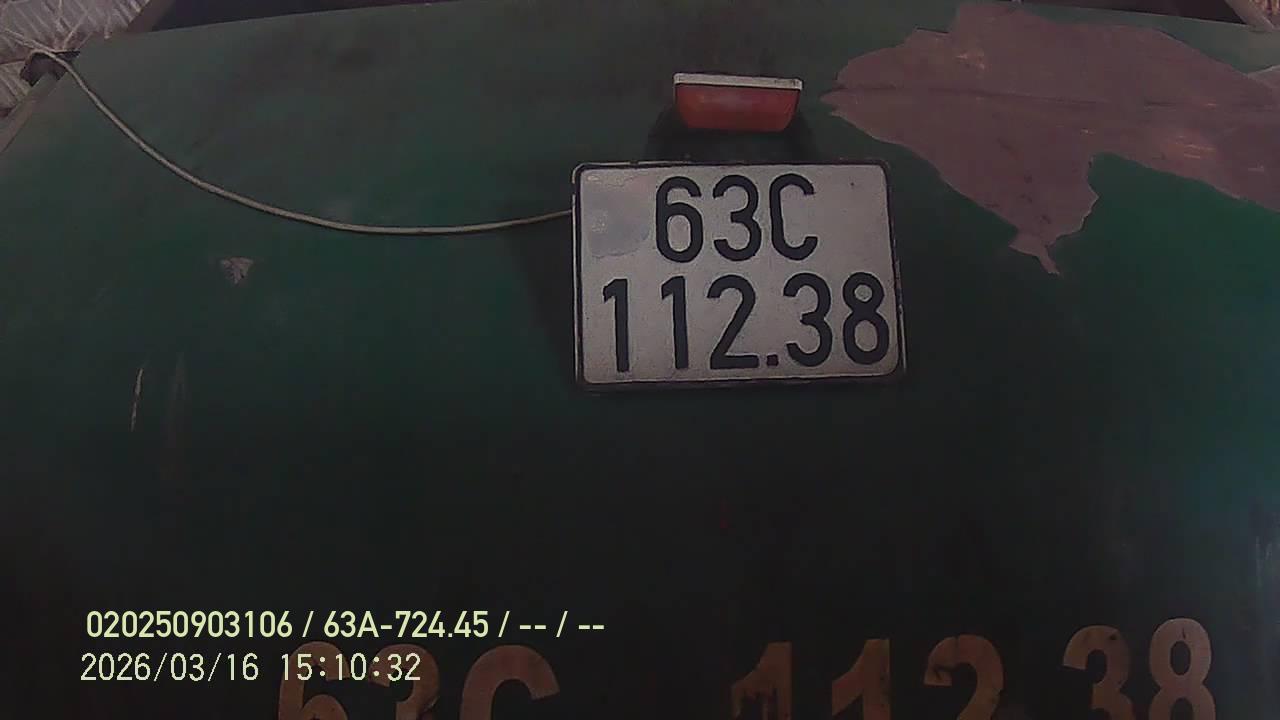 63C
112.38
020250903106 / 63A-724.45 / -- / --
2026/03/16 15:10:32
63C 112.38